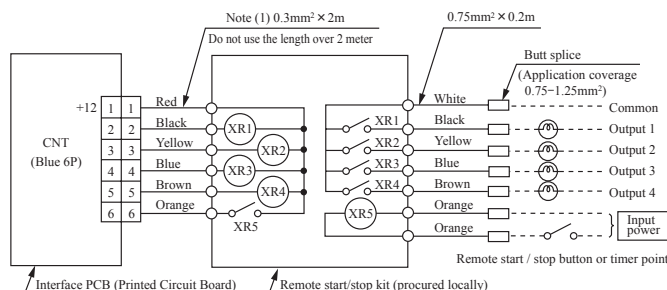 Note (1) 0.3mm² × 2m
Do not use the length over 2 meter
0.75mm² × 0.2m
Butt splice
(Application coverage
0.75−1.25mm²)
+12
CNT
(Blue 6P)
1 1 Red
2 2 Black
3 3 Yellow
4 4 Blue
5 5 Brown
6 6 Orange
XR1
XR2
XR3
XR4
XR5
XR1
XR2
XR3
XR4
XR5
White
Black
Yellow
Blue
Brown
Orange
Orange
Common
Output 1
Output 2
Output 3
Output 4
Input
power
Remote start / stop button or timer point
Interface PCB (Printed Circuit Board)
Remote start/stop kit (procured locally)